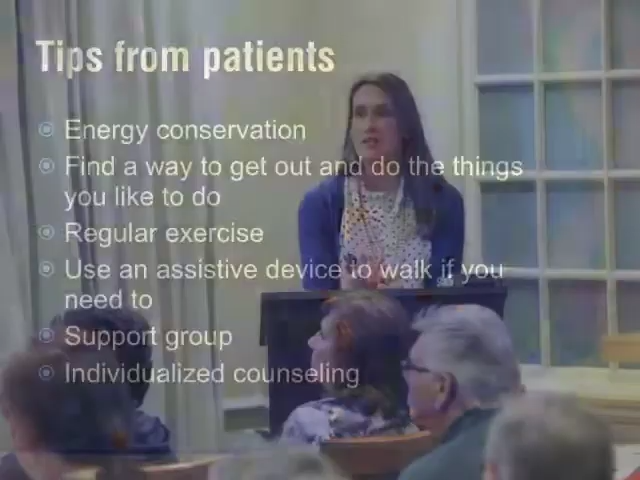 Tips from patients
Energy conservation
Find a way to get out and do the things
you like to do
Regular exercise
Use an assistive device to walk if you
need to
Support group
Individualized counseling